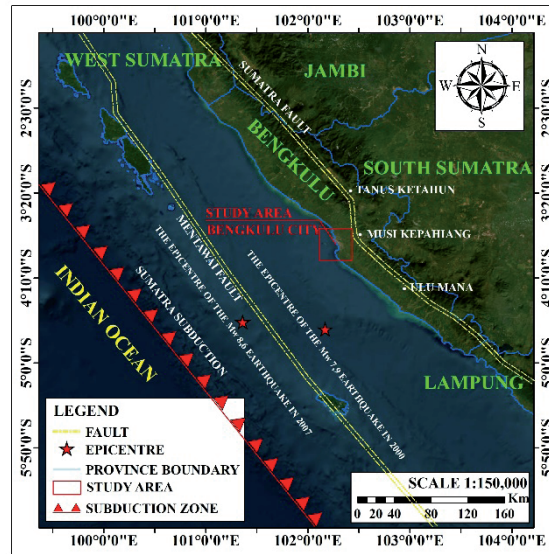 100°0'0"E 101°0'0"E 102°0'0"E 103°0'0"E 104°0'0"E
WEST SUMATRA
JAMBI
N
W E
S
SUMATRA FAULT
BENGKULU
SOUTH SUMATRA
TANUS KETAHUN
STUDY AREA
BENGKULU CITY
MUSI KEPAHIANG
ULU MANA
MENTAWAI FAULT
THE EPICENTRE OF THE Mw 7,9 EARTHQUAKE IN 2000
THE EPICENTRE OF THE Mw 8,6 EARTHQUAKE IN 2007
SUMATRA SUBDUCTION
INDIAN OCEAN
LAMPUNG
2°30'0"S
3°20'0"S
4°10'0"S
5°0'0"S
5°50'0"S
2°30'0"S
3°20'0"S
4°10'0"S
5°0'0"S
5°50'0"S
LEGEND
FAULT
EPICENTRE
PROVINCE BOUNDARY
STUDY AREA
SUBDUCTION ZONE
SCALE 1:150,000
Km
0 20 40 80 120 160
100°0'0"E 101°0'0"E 102°0'0"E 103°0'0"E 104°0'0"E